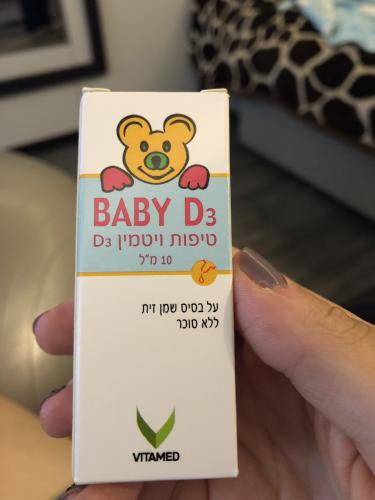 BABY D3
טיפות ויטמין D3
10 מ"ל
על בסיס שמן זית
ללא סוכר
VITAMED